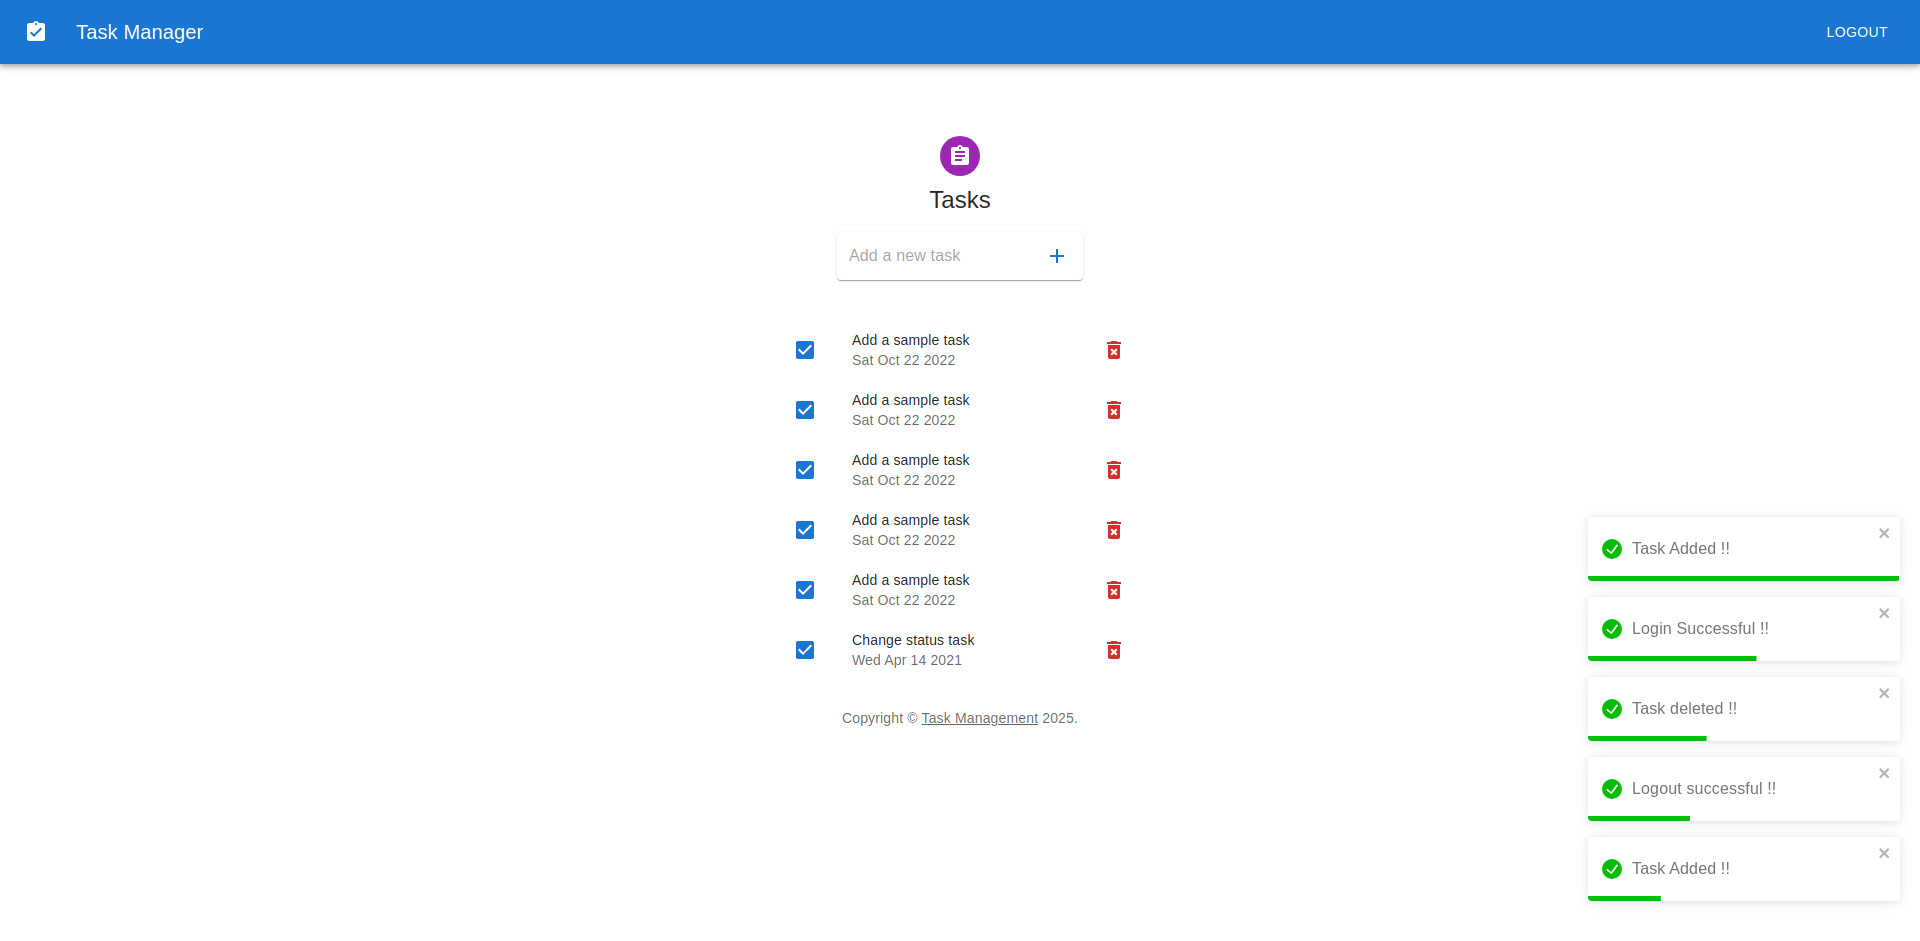 Task Manager
LOGOUT
Tasks
Add a new task
Add a sample task
Sat Oct 22 2022
Add a sample task
Sat Oct 22 2022
Add a sample task
Sat Oct 22 2022
Add a sample task
Sat Oct 22 2022
Add a sample task
Sat Oct 22 2022
Change status task
Wed Apr 14 2021
Copyright © Task Management 2025.
Task Added !!
Login Successful !!
Task deleted !!
Logout successful !!
Task Added !!